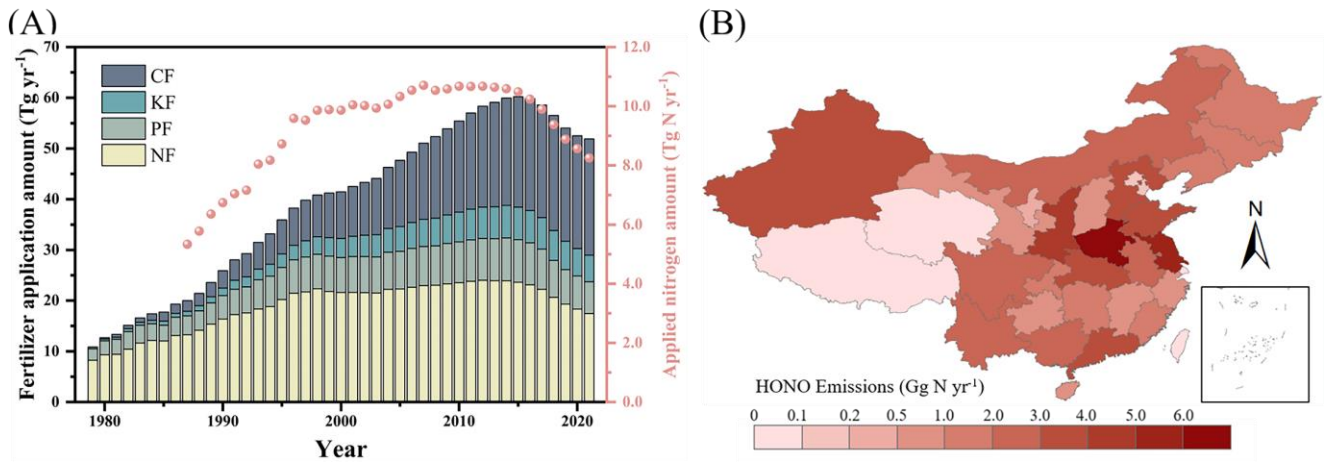 (A)
Fertilizer application amount (Tg yr⁻¹)
70
60
50
40
30
20
10
0
CF
KF
PF
NF
1980
1990
2000
2010
2020
Year
12.0
10.0
8.0
6.0
4.0
2.0
0.0
Applied nitrogen amount (Tg N yr⁻¹)
(B)
N
HONO Emissions (Gg N yr⁻¹)
0 0.1 0.2 0.5 1.0 2.0 3.0 4.0 5.0 6.0